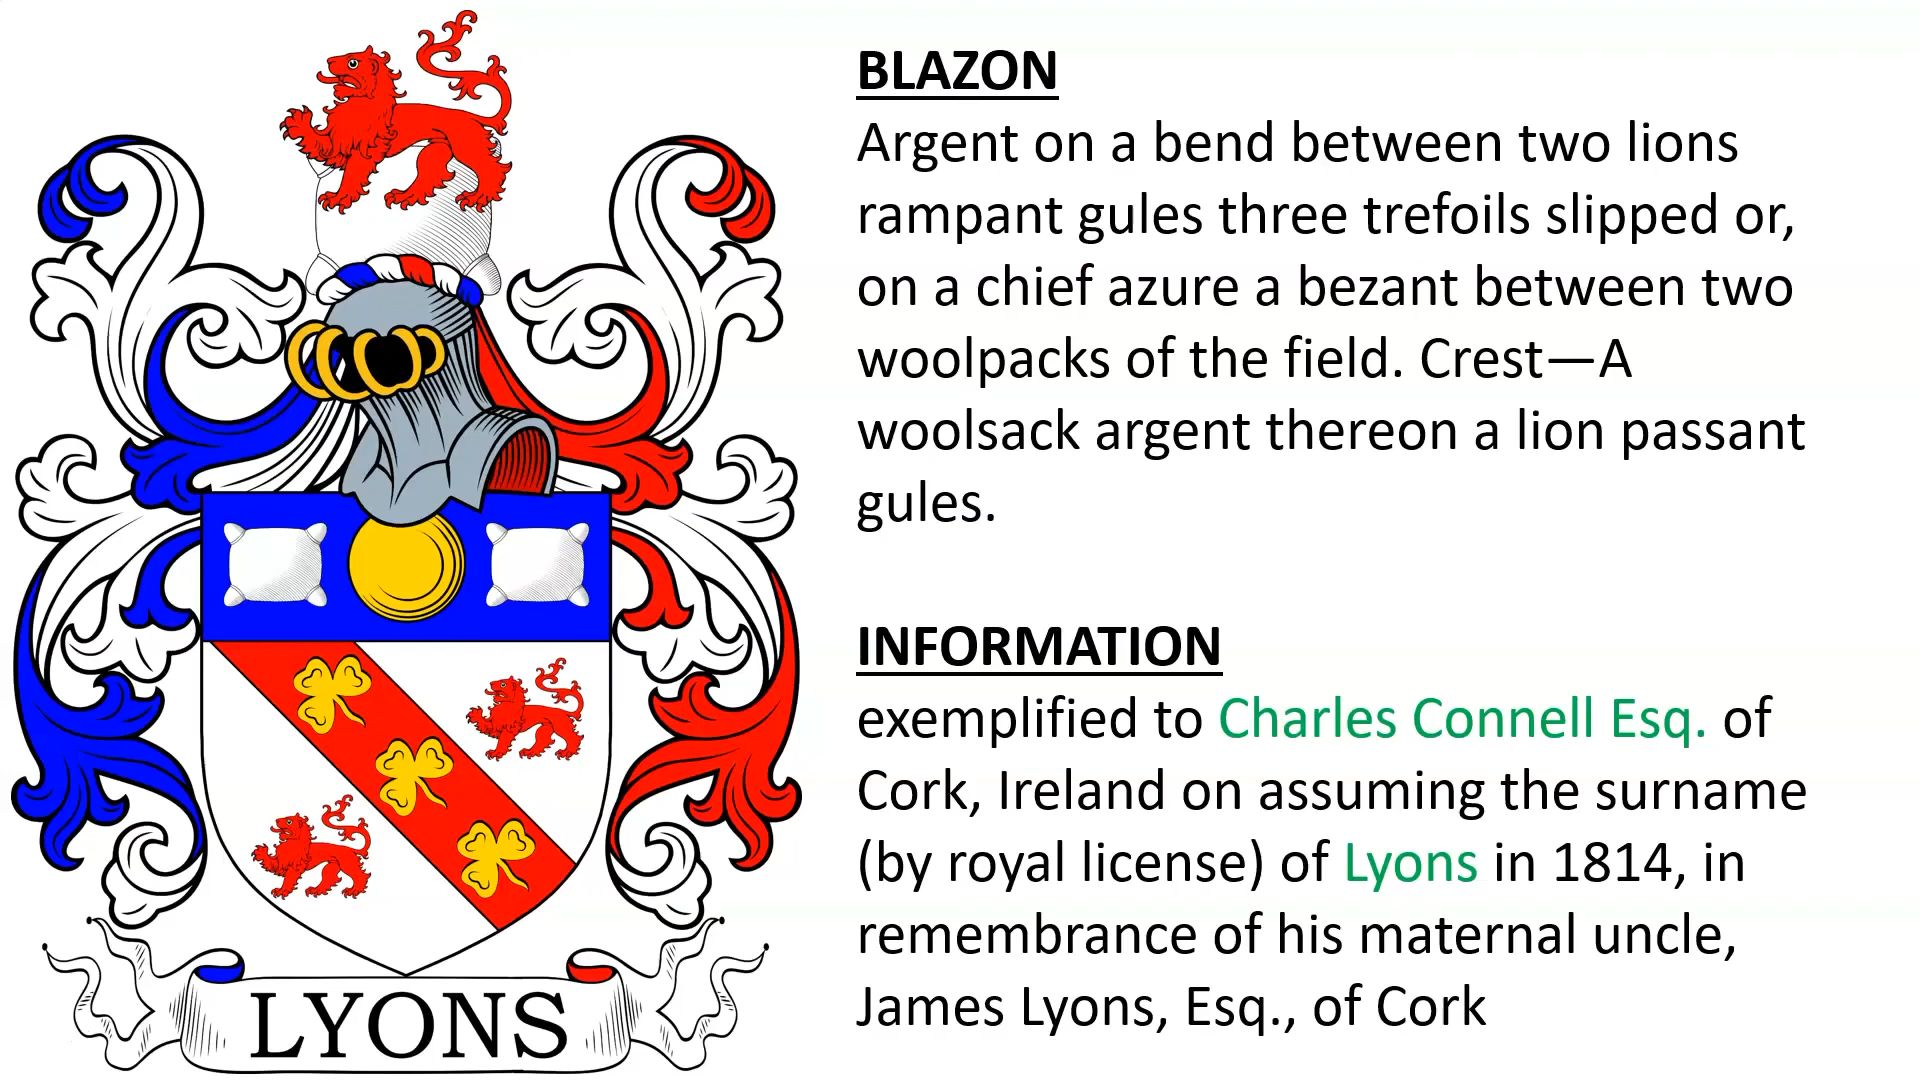 BLAZON
Argent on a bend between two lions
rampant gules three trefoils slipped or,
on a chief azure a bezant between two
woolpacks of the field. Crest—A
woolsack argent thereon a lion passant
gules.
INFORMATION
exemplified to Charles Connell Esq. of
Cork, Ireland on assuming the surname
(by royal license) of Lyons in 1814, in
remembrance of his maternal uncle,
James Lyons, Esq., of Cork
LYONS